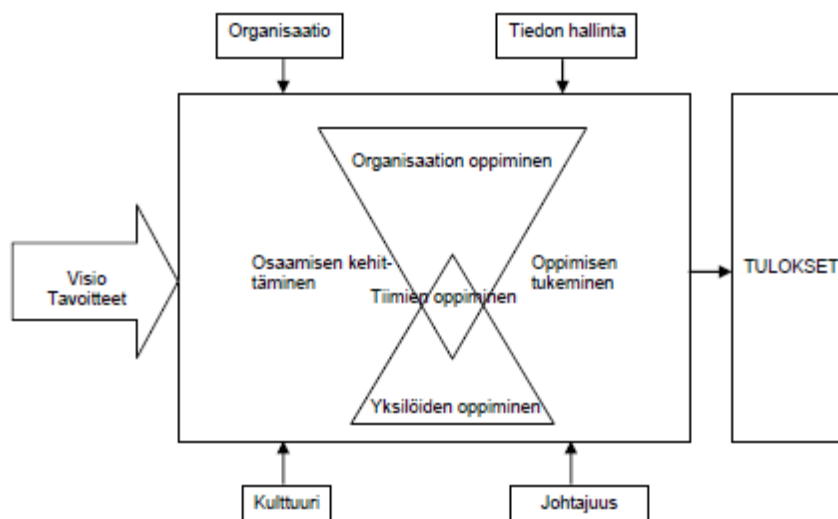 Organisaatio
Tiedon hallinta
Organisaation oppiminen
Visio
Tavoitteet
Osaamisen kehit-
täminen
Tiimien oppiminen
Oppimisen
tukeminen
TULOKSET
Yksilöiden oppiminen
Kulttuuri
Johtajuus